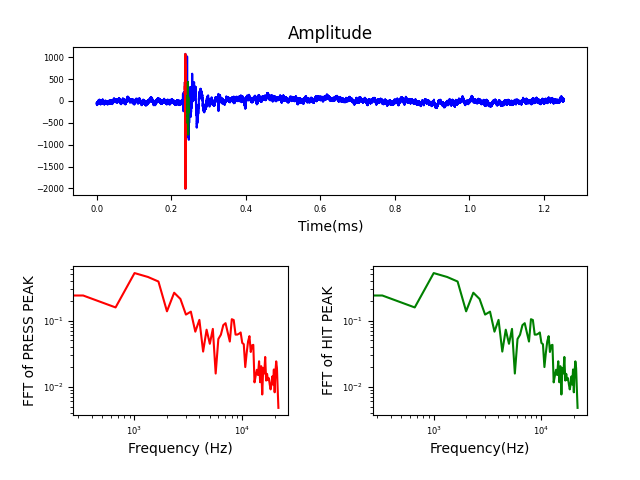 Amplitude
1000
500
0
−500
−1000
−1500
−2000
0.0 0.2 0.4 0.6 0.8 1.0 1.2
Time(ms)
FFT of PRESS PEAK
10⁻¹
10⁻²
10³ 10⁴
Frequency (Hz)
FFT of HIT PEAK
10⁻¹
10⁻²
10³ 10⁴
Frequency(Hz)